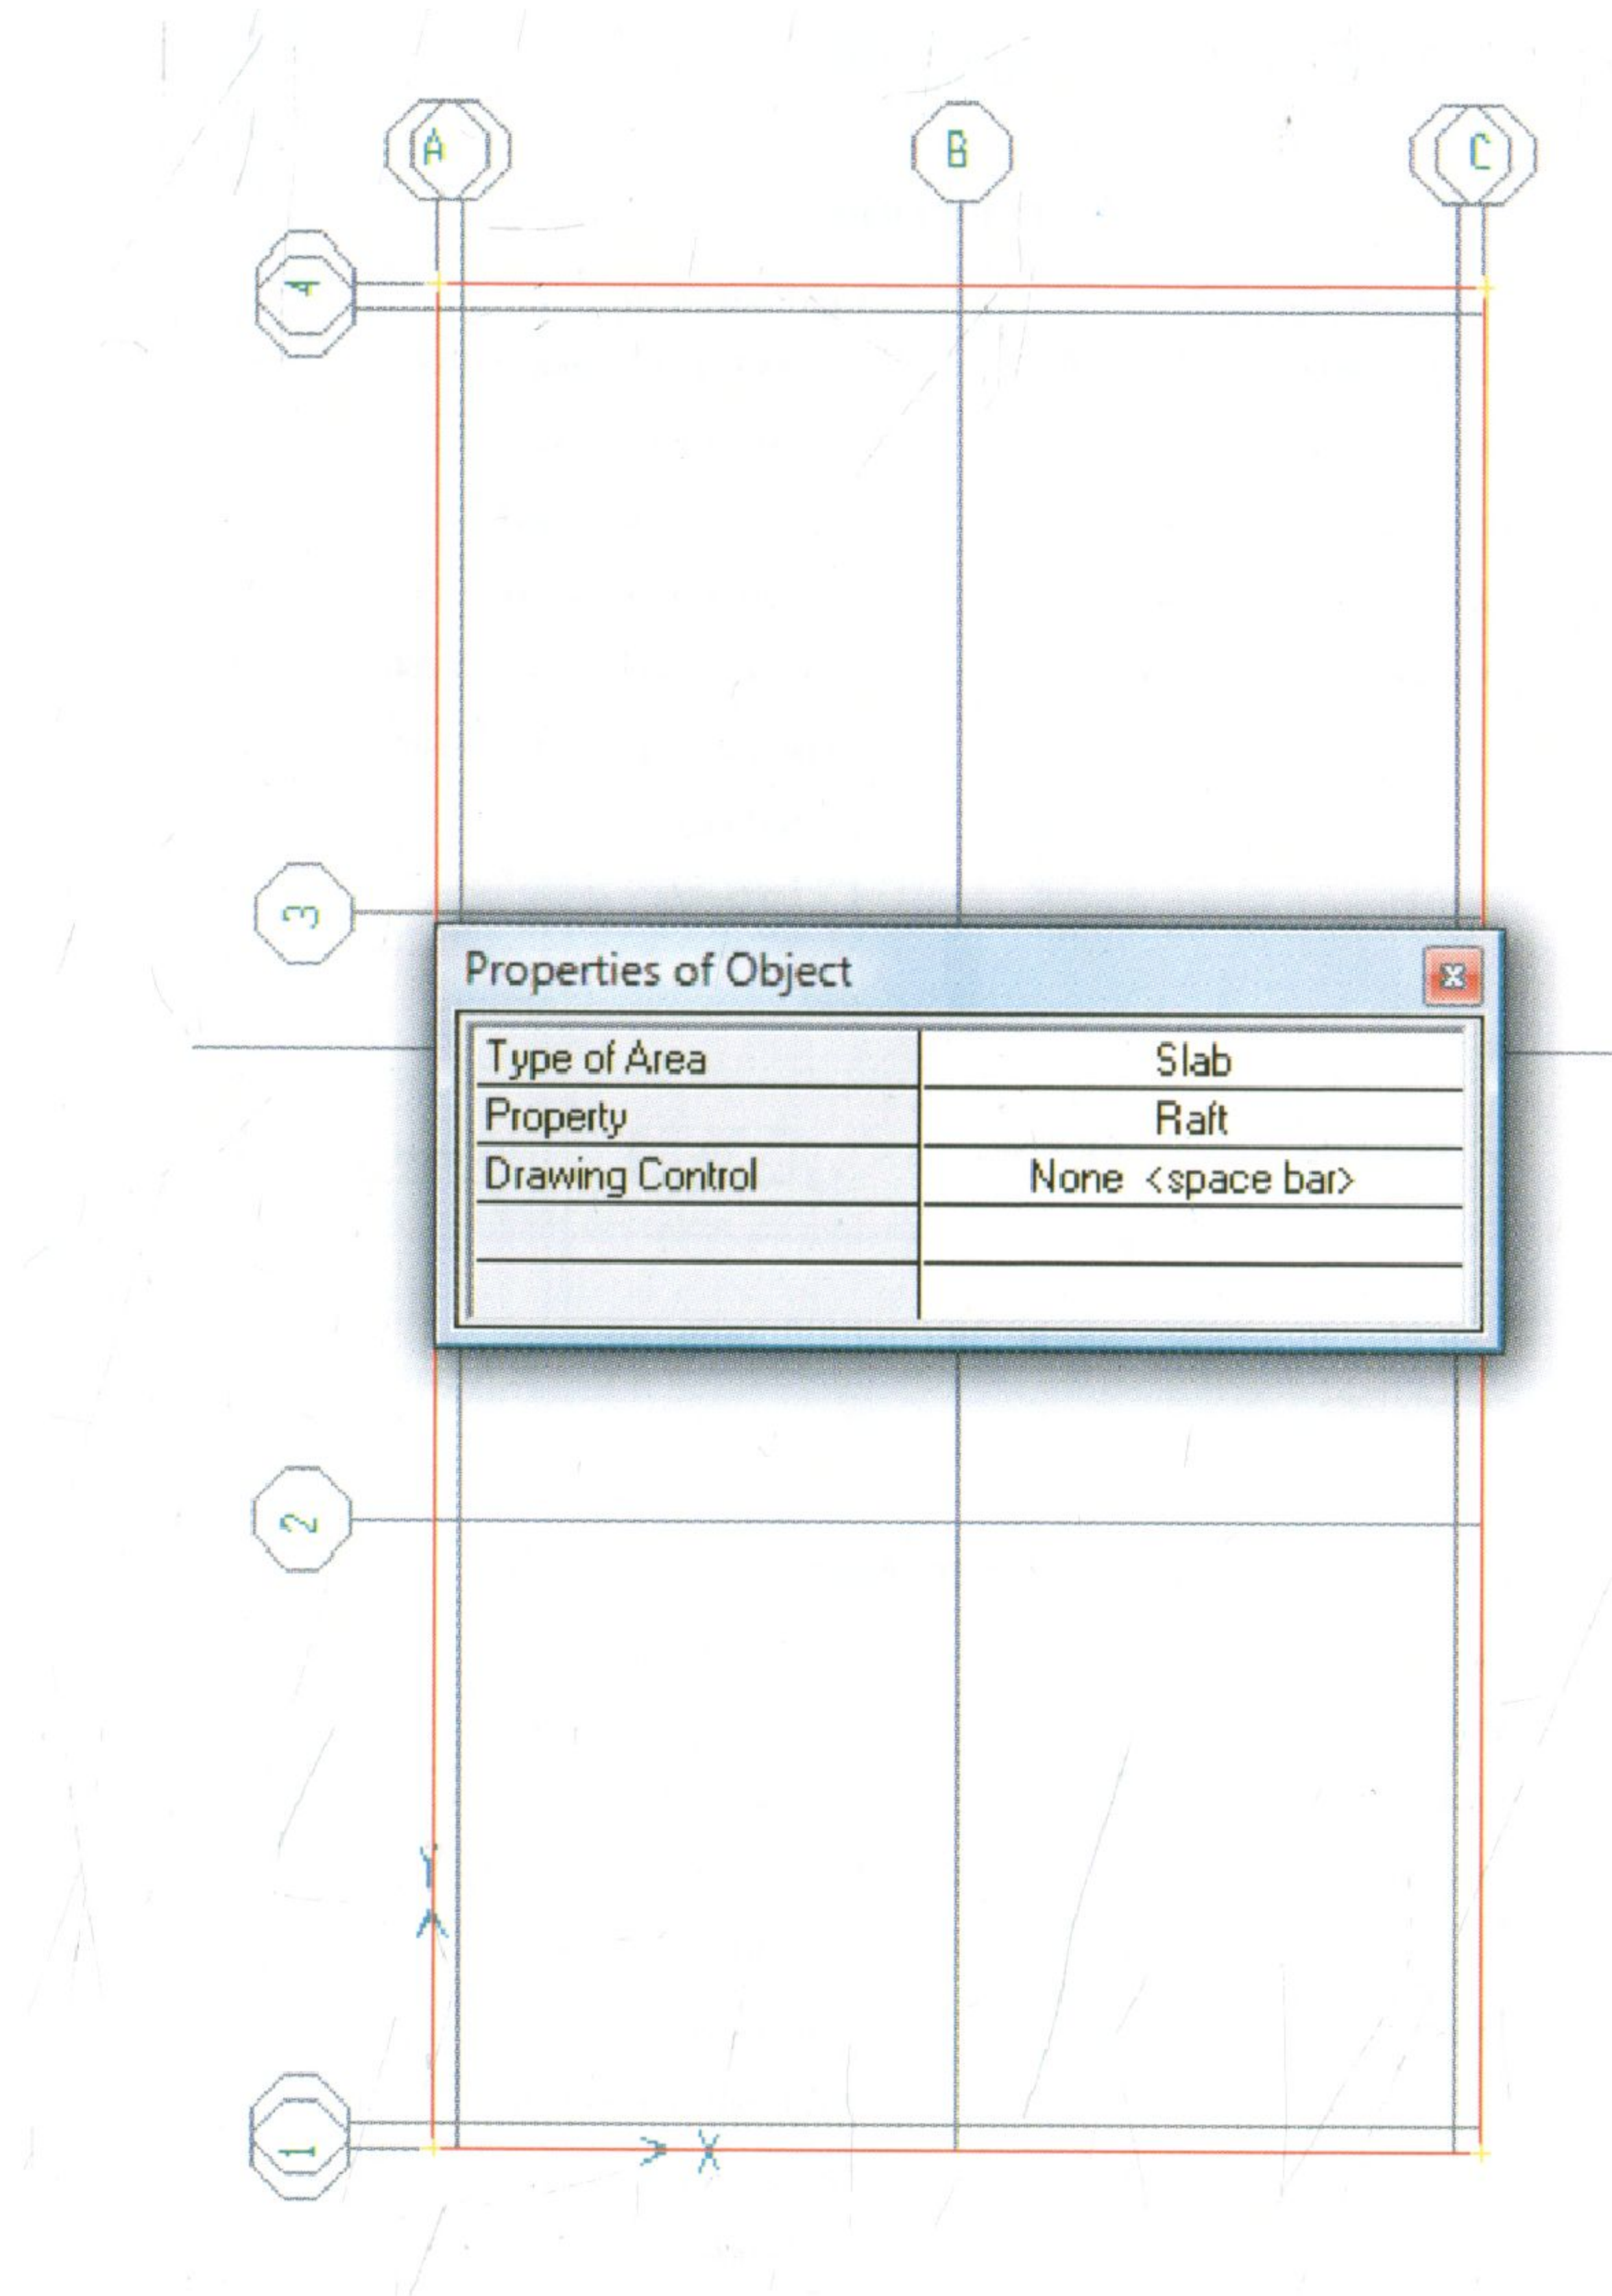 A B C
4
3
Properties of Object
Type of Area Slab
Property Raft
Drawing Control None <space bar>
2
Y
X
1